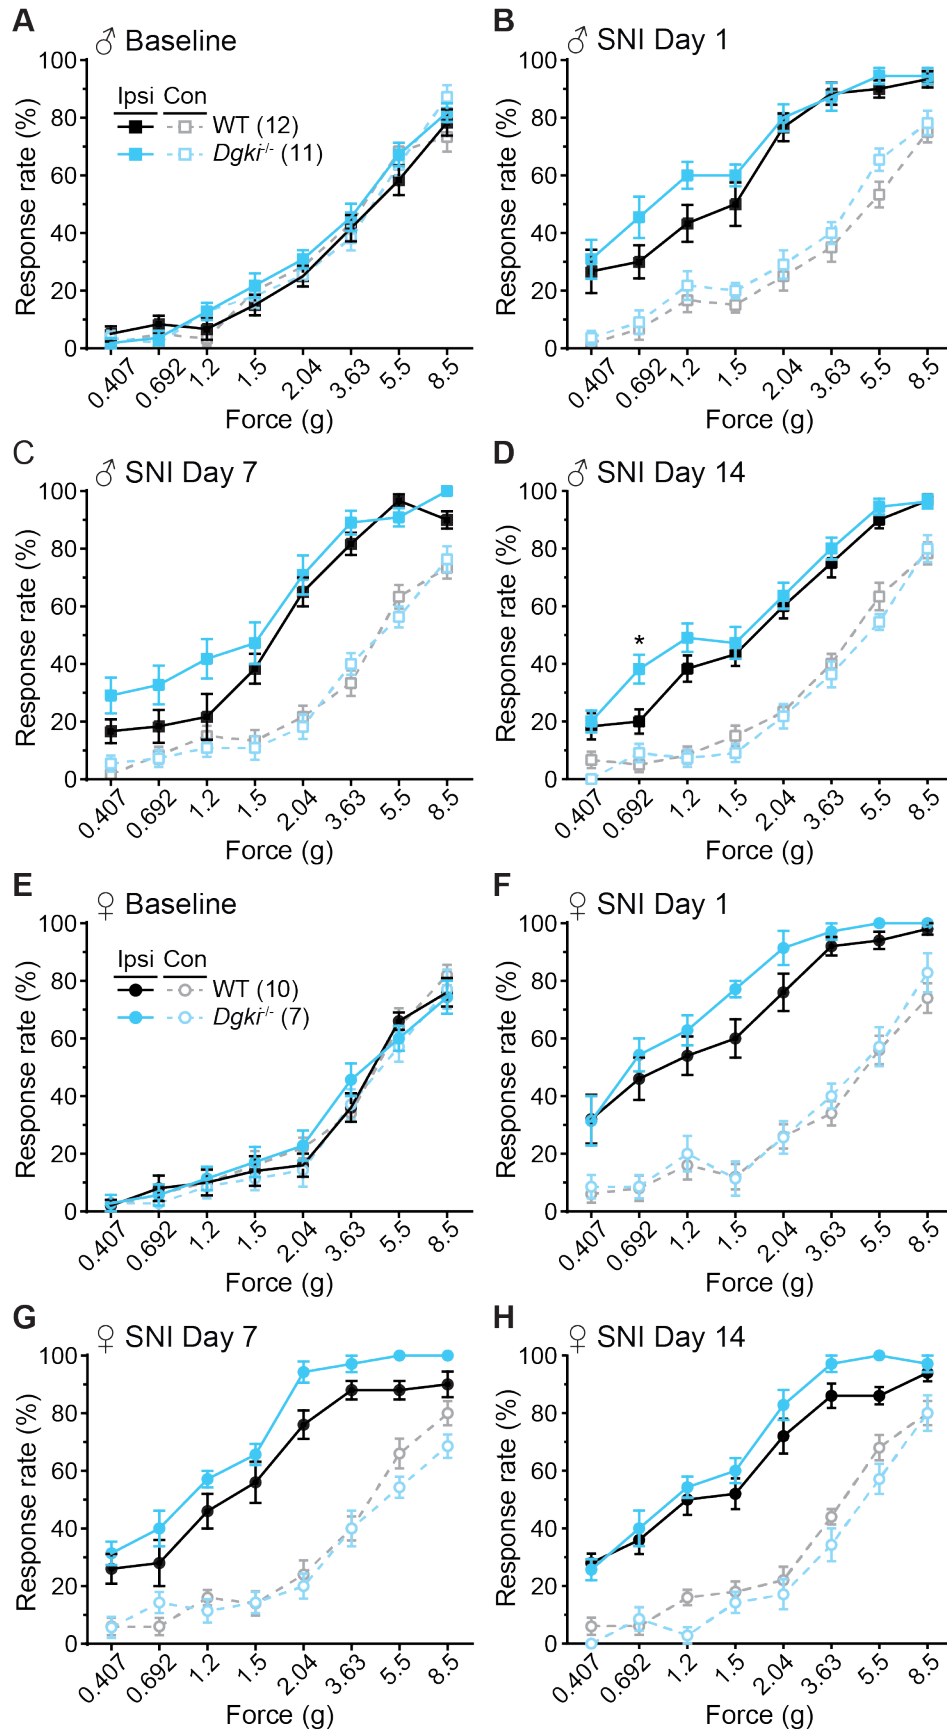 A
♂ Baseline
Response rate (%)
100
80
60
40
20
0
Ipsi Con
WT (12)
Dgki-/- (11)
0.407 0.692 1.2 1.5 2.04 3.63 5.5 8.5
Force (g)
B
♂ SNI Day 1
Response rate (%)
100
80
60
40
20
0
0.407 0.692 1.2 1.5 2.04 3.63 5.5 8.5
Force (g)
C
♂ SNI Day 7
Response rate (%)
100
80
60
40
20
0
0.407 0.692 1.2 1.5 2.04 3.63 5.5 8.5
Force (g)
D
♂ SNI Day 14
Response rate (%)
100
80
60
40
20
0
*
0.407 0.692 1.2 1.5 2.04 3.63 5.5 8.5
Force (g)
E
♀ Baseline
Response rate (%)
100
80
60
40
20
0
Ipsi Con
WT (10)
Dgki-/- (7)
0.407 0.692 1.2 1.5 2.04 3.63 5.5 8.5
Force (g)
F
♀ SNI Day 1
Response rate (%)
100
80
60
40
20
0
0.407 0.692 1.2 1.5 2.04 3.63 5.5 8.5
Force (g)
G
♀ SNI Day 7
Response rate (%)
100
80
60
40
20
0
0.407 0.692 1.2 1.5 2.04 3.63 5.5 8.5
Force (g)
H
♀ SNI Day 14
Response rate (%)
100
80
60
40
20
0
0.407 0.692 1.2 1.5 2.04 3.63 5.5 8.5
Force (g)